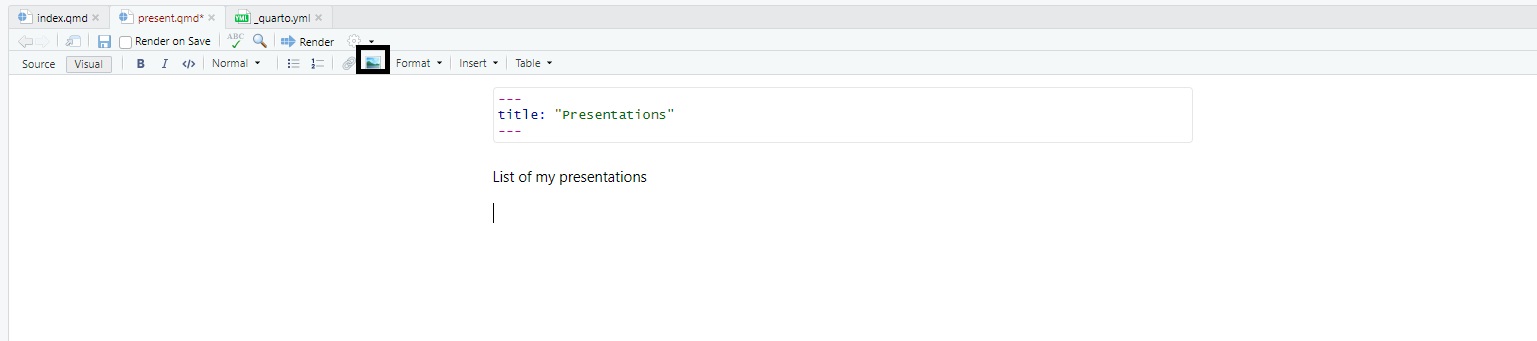 index.qmd present.qmd* _quarto.yml
ABC Render on Save Render
Source Visual B I </> Normal Format Insert Table
---
title: "Presentations"
---
List of my presentations